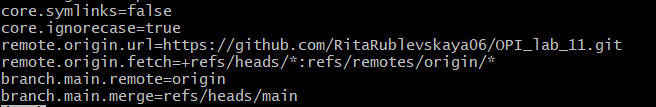 core.symlinks=false
core.ignorecase=true
remote.origin.url=https://github.com/RitaRublevskaya06/OPI_lab_11.git
remote.origin.fetch=+refs/heads/*:refs/remotes/origin/*
branch.main.remote=origin
branch.main.merge=refs/heads/main